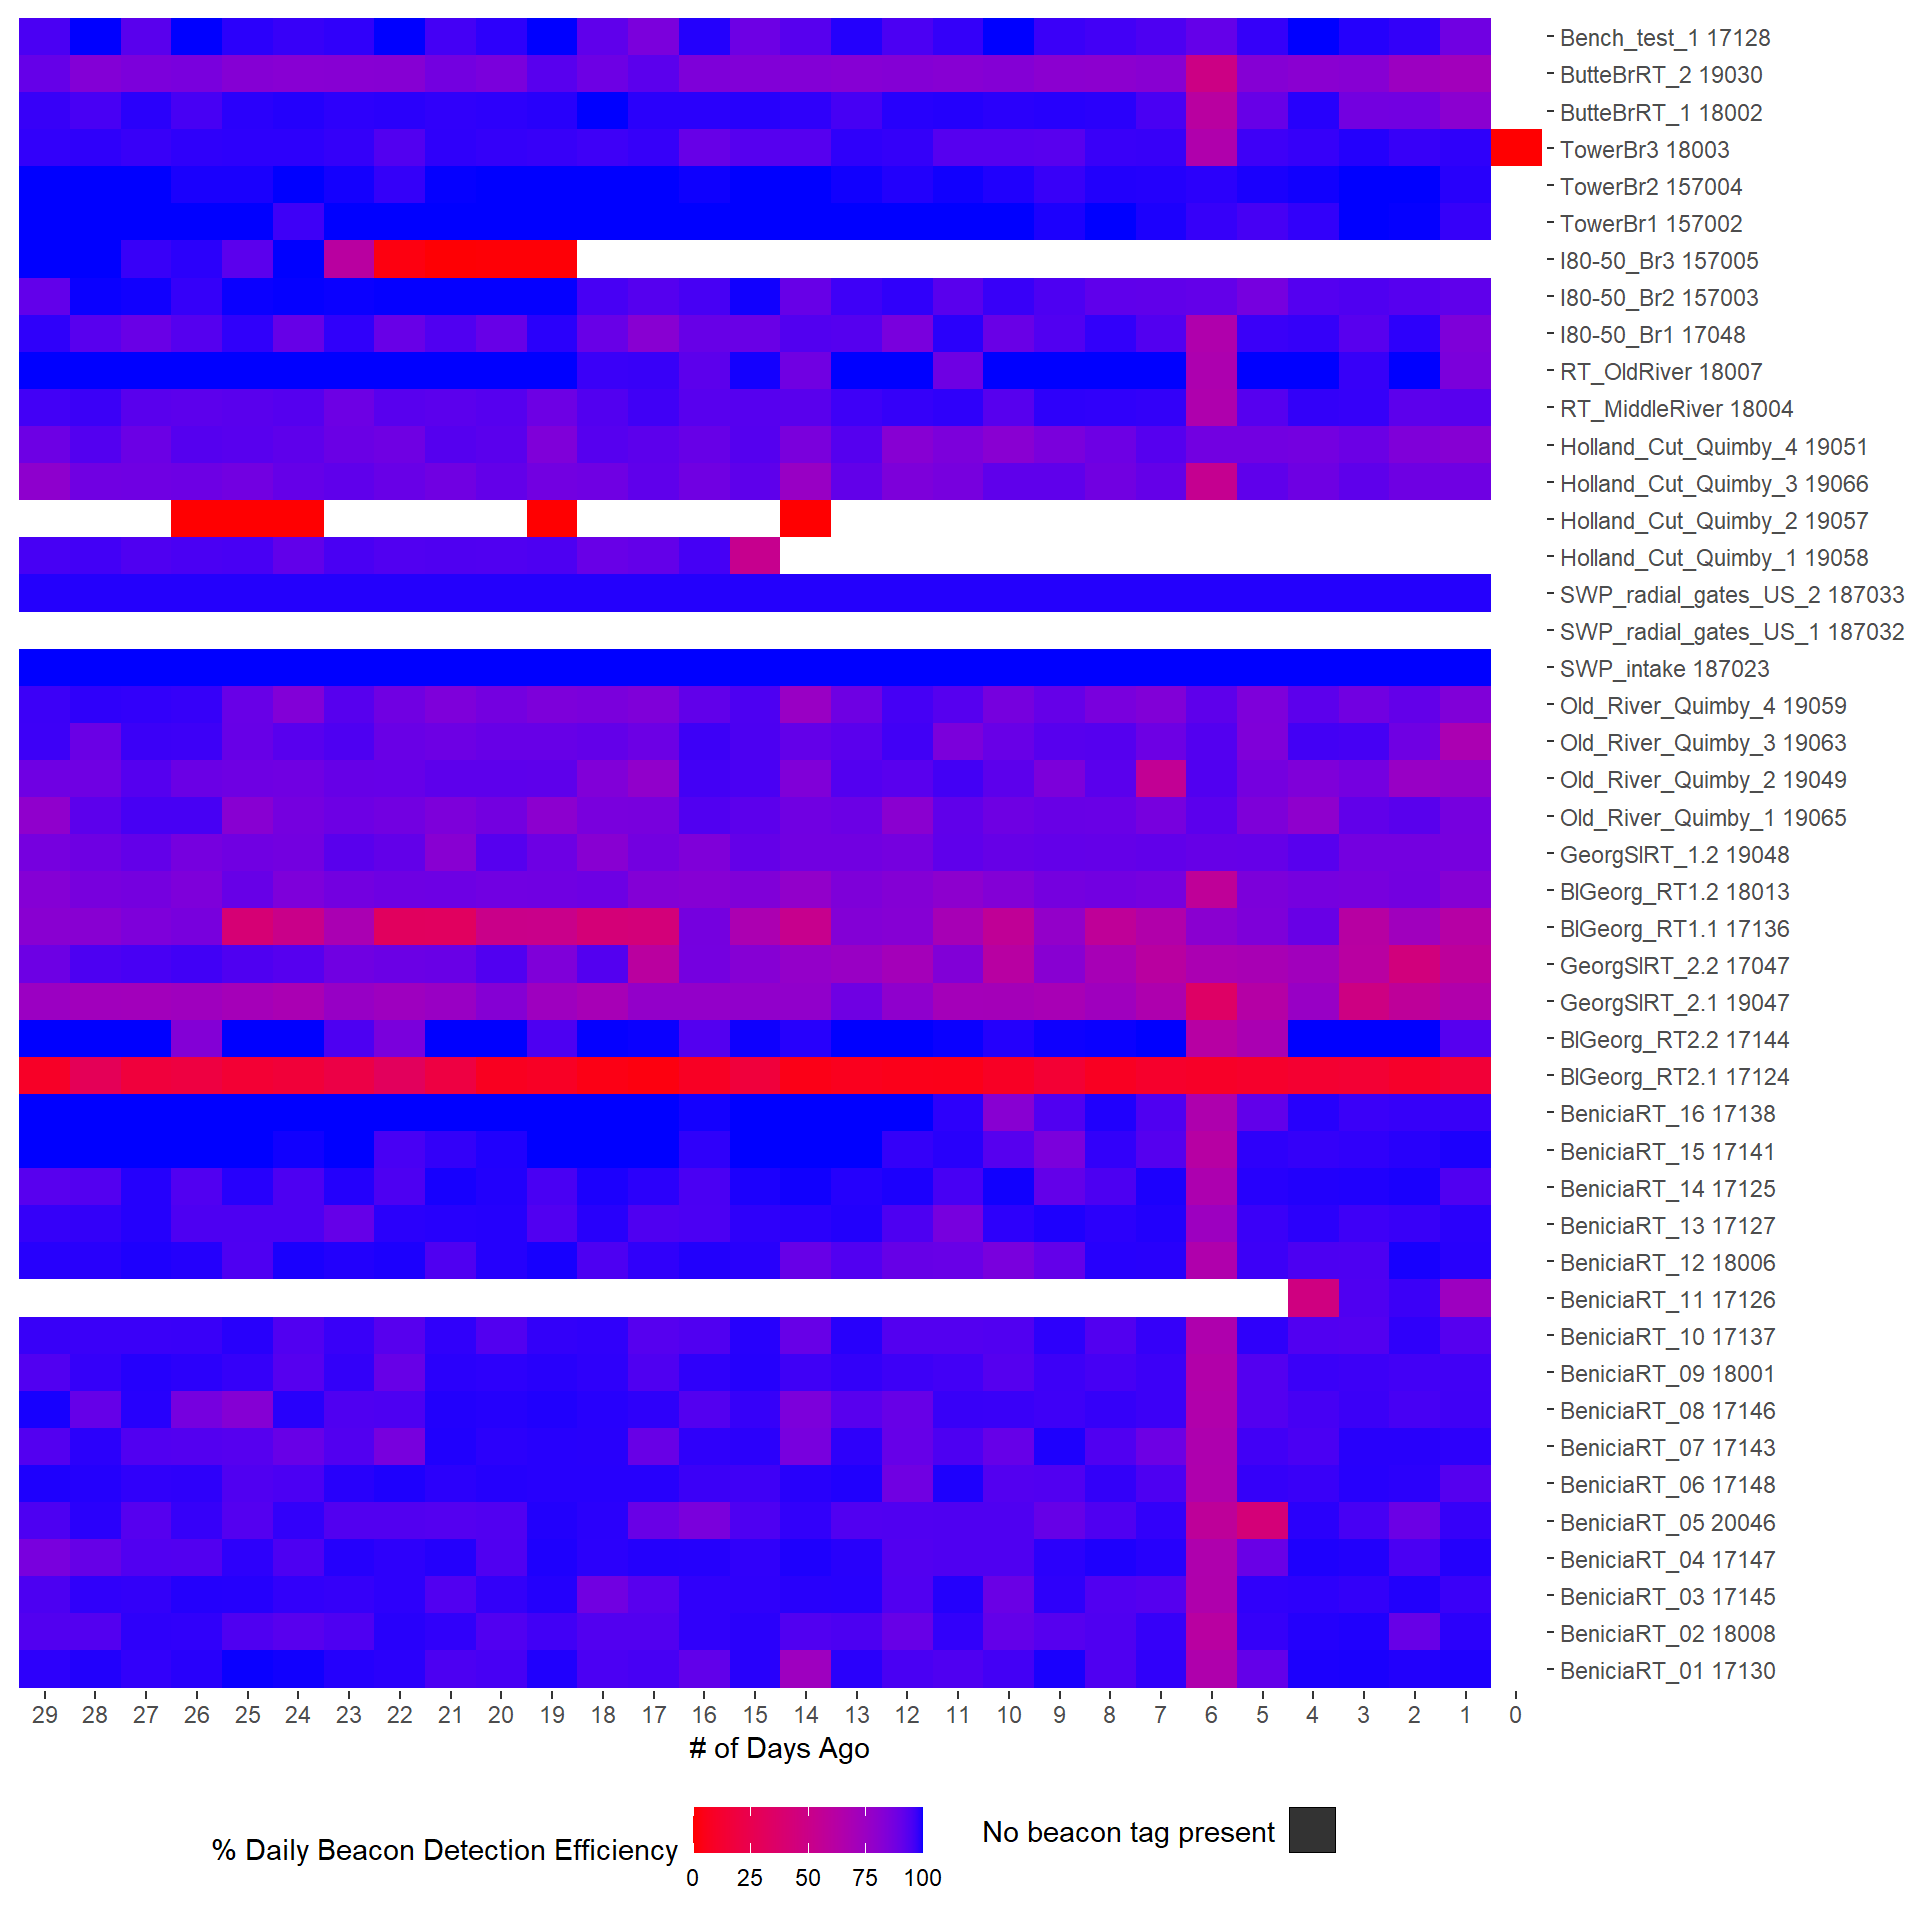 Bench_test_1 17128
ButteBrRT_2 19030
ButteBrRT_1 18002
TowerBr3 18003
TowerBr2 157004
TowerBr1 157002
I80-50_Br3 157005
I80-50_Br2 157003
I80-50_Br1 17048
RT_OldRiver 18007
RT_MiddleRiver 18004
Holland_Cut_Quimby_4 19051
Holland_Cut_Quimby_3 19066
Holland_Cut_Quimby_2 19057
Holland_Cut_Quimby_1 19058
SWP_radial_gates_US_2 187033
SWP_radial_gates_US_1 187032
SWP_intake 187023
Old_River_Quimby_4 19059
Old_River_Quimby_3 19063
Old_River_Quimby_2 19049
Old_River_Quimby_1 19065
GeorgSlRT_1.2 19048
BlGeorg_RT1.2 18013
BlGeorg_RT1.1 17136
GeorgSlRT_2.2 17047
GeorgSlRT_2.1 19047
BlGeorg_RT2.2 17144
BlGeorg_RT2.1 17124
BeniciaRT_16 17138
BeniciaRT_15 17141
BeniciaRT_14 17125
BeniciaRT_13 17127
BeniciaRT_12 18006
BeniciaRT_11 17126
BeniciaRT_10 17137
BeniciaRT_09 18001
BeniciaRT_08 17146
BeniciaRT_07 17143
BeniciaRT_06 17148
BeniciaRT_05 20046
BeniciaRT_04 17147
BeniciaRT_03 17145
BeniciaRT_02 18008
BeniciaRT_01 17130
29 28 27 26 25 24 23 22 21 20 19 18 17 16 15 14 13 12 11 10 9 8 7 6 5 4 3 2 1 0
# of Days Ago
% Daily Beacon Detection Efficiency
0 25 50 75 100
No beacon tag present